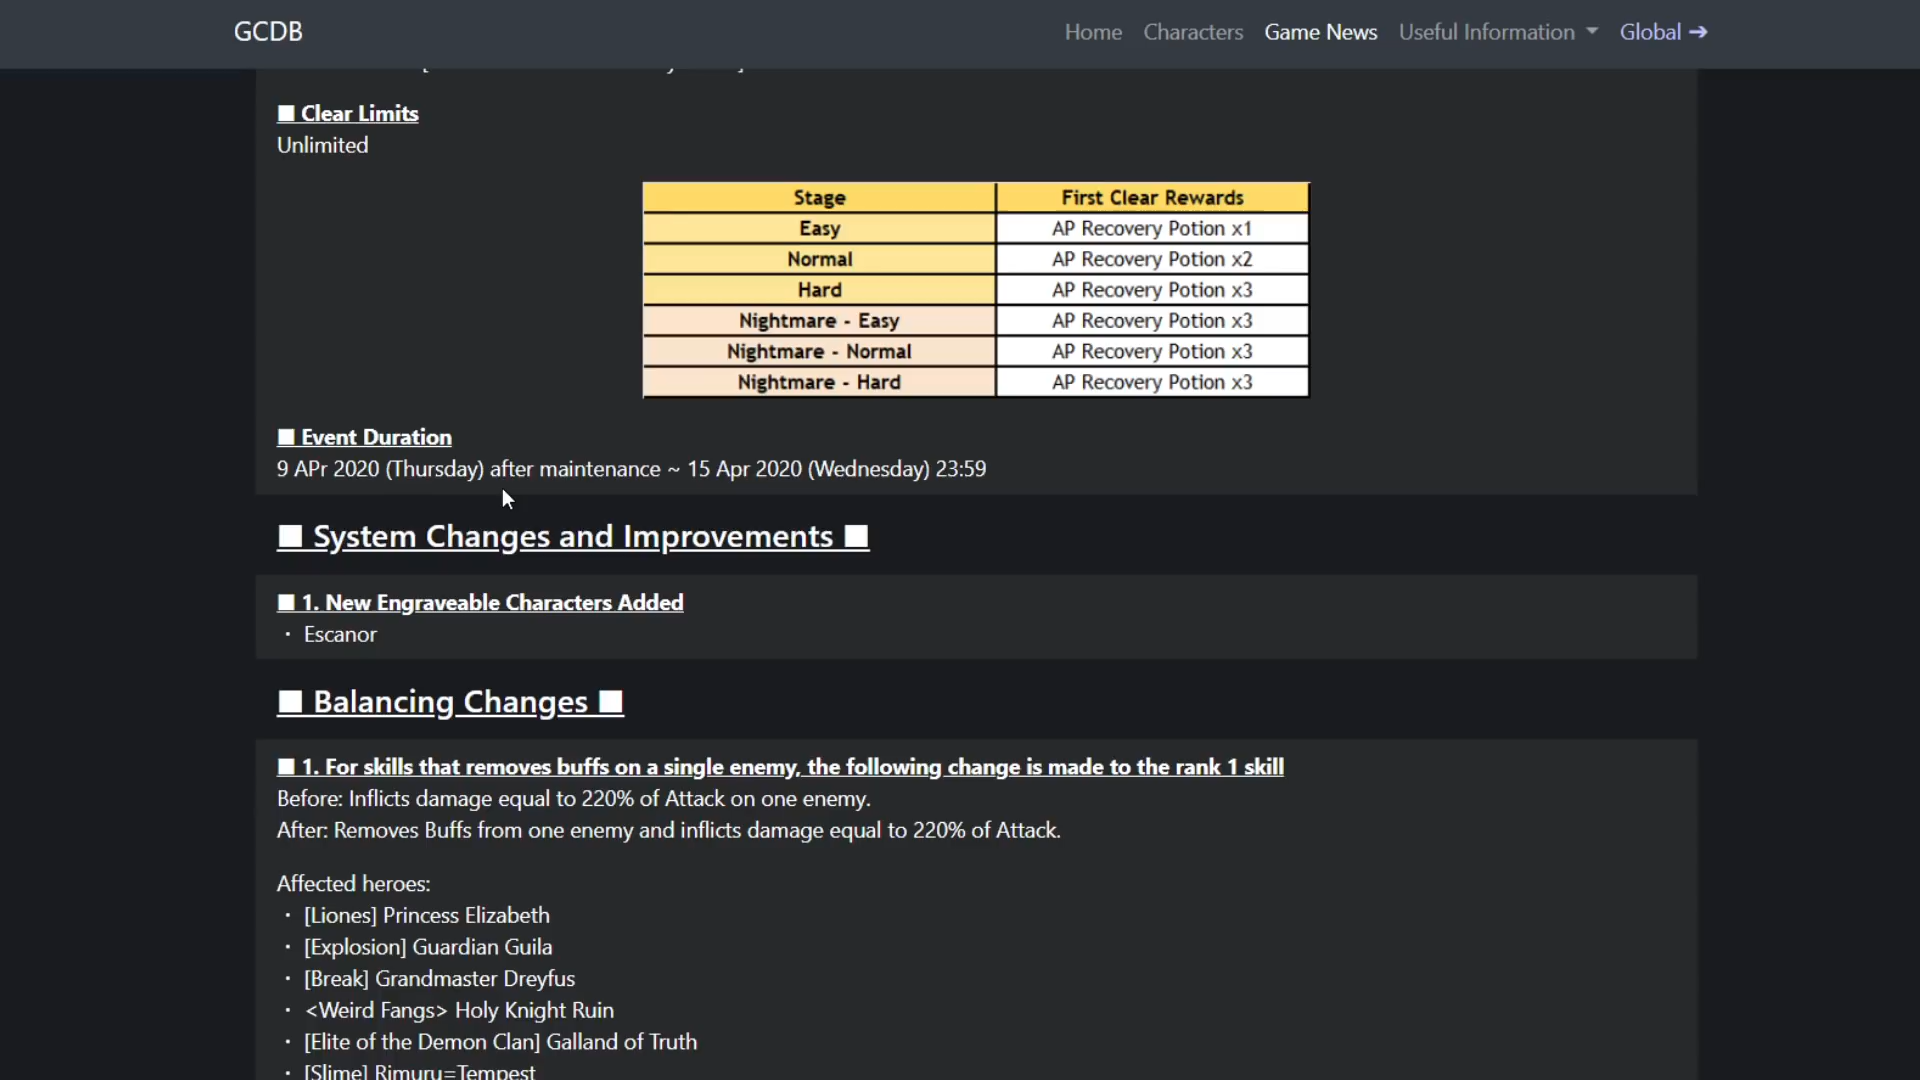 GCDB
Home Characters Game News Useful Information Global ➔
■ Clear Limits
Unlimited
Stage First Clear Rewards
Easy AP Recovery Potion x1
Normal AP Recovery Potion x2
Hard AP Recovery Potion x3
Nightmare - Easy AP Recovery Potion x3
Nightmare - Normal AP Recovery Potion x3
Nightmare - Hard AP Recovery Potion x3
■ Event Duration
9 APr 2020 (Thursday) after maintenance ~ 15 Apr 2020 (Wednesday) 23:59
■ System Changes and Improvements ■
■ 1. New Engraveable Characters Added
・ Escanor
■ Balancing Changes ■
■ 1. For skills that removes buffs on a single enemy, the following change is made to the rank 1 skill
Before: Inflicts damage equal to 220% of Attack on one enemy.
After: Removes Buffs from one enemy and inflicts damage equal to 220% of Attack.
Affected heroes:
・ [Liones] Princess Elizabeth
・ [Explosion] Guardian Guila
・ [Break] Grandmaster Dreyfus
・ <Weird Fangs> Holy Knight Ruin
・ [Elite of the Demon Clan] Galland of Truth
・ [Slime] Rimuru=Tempest